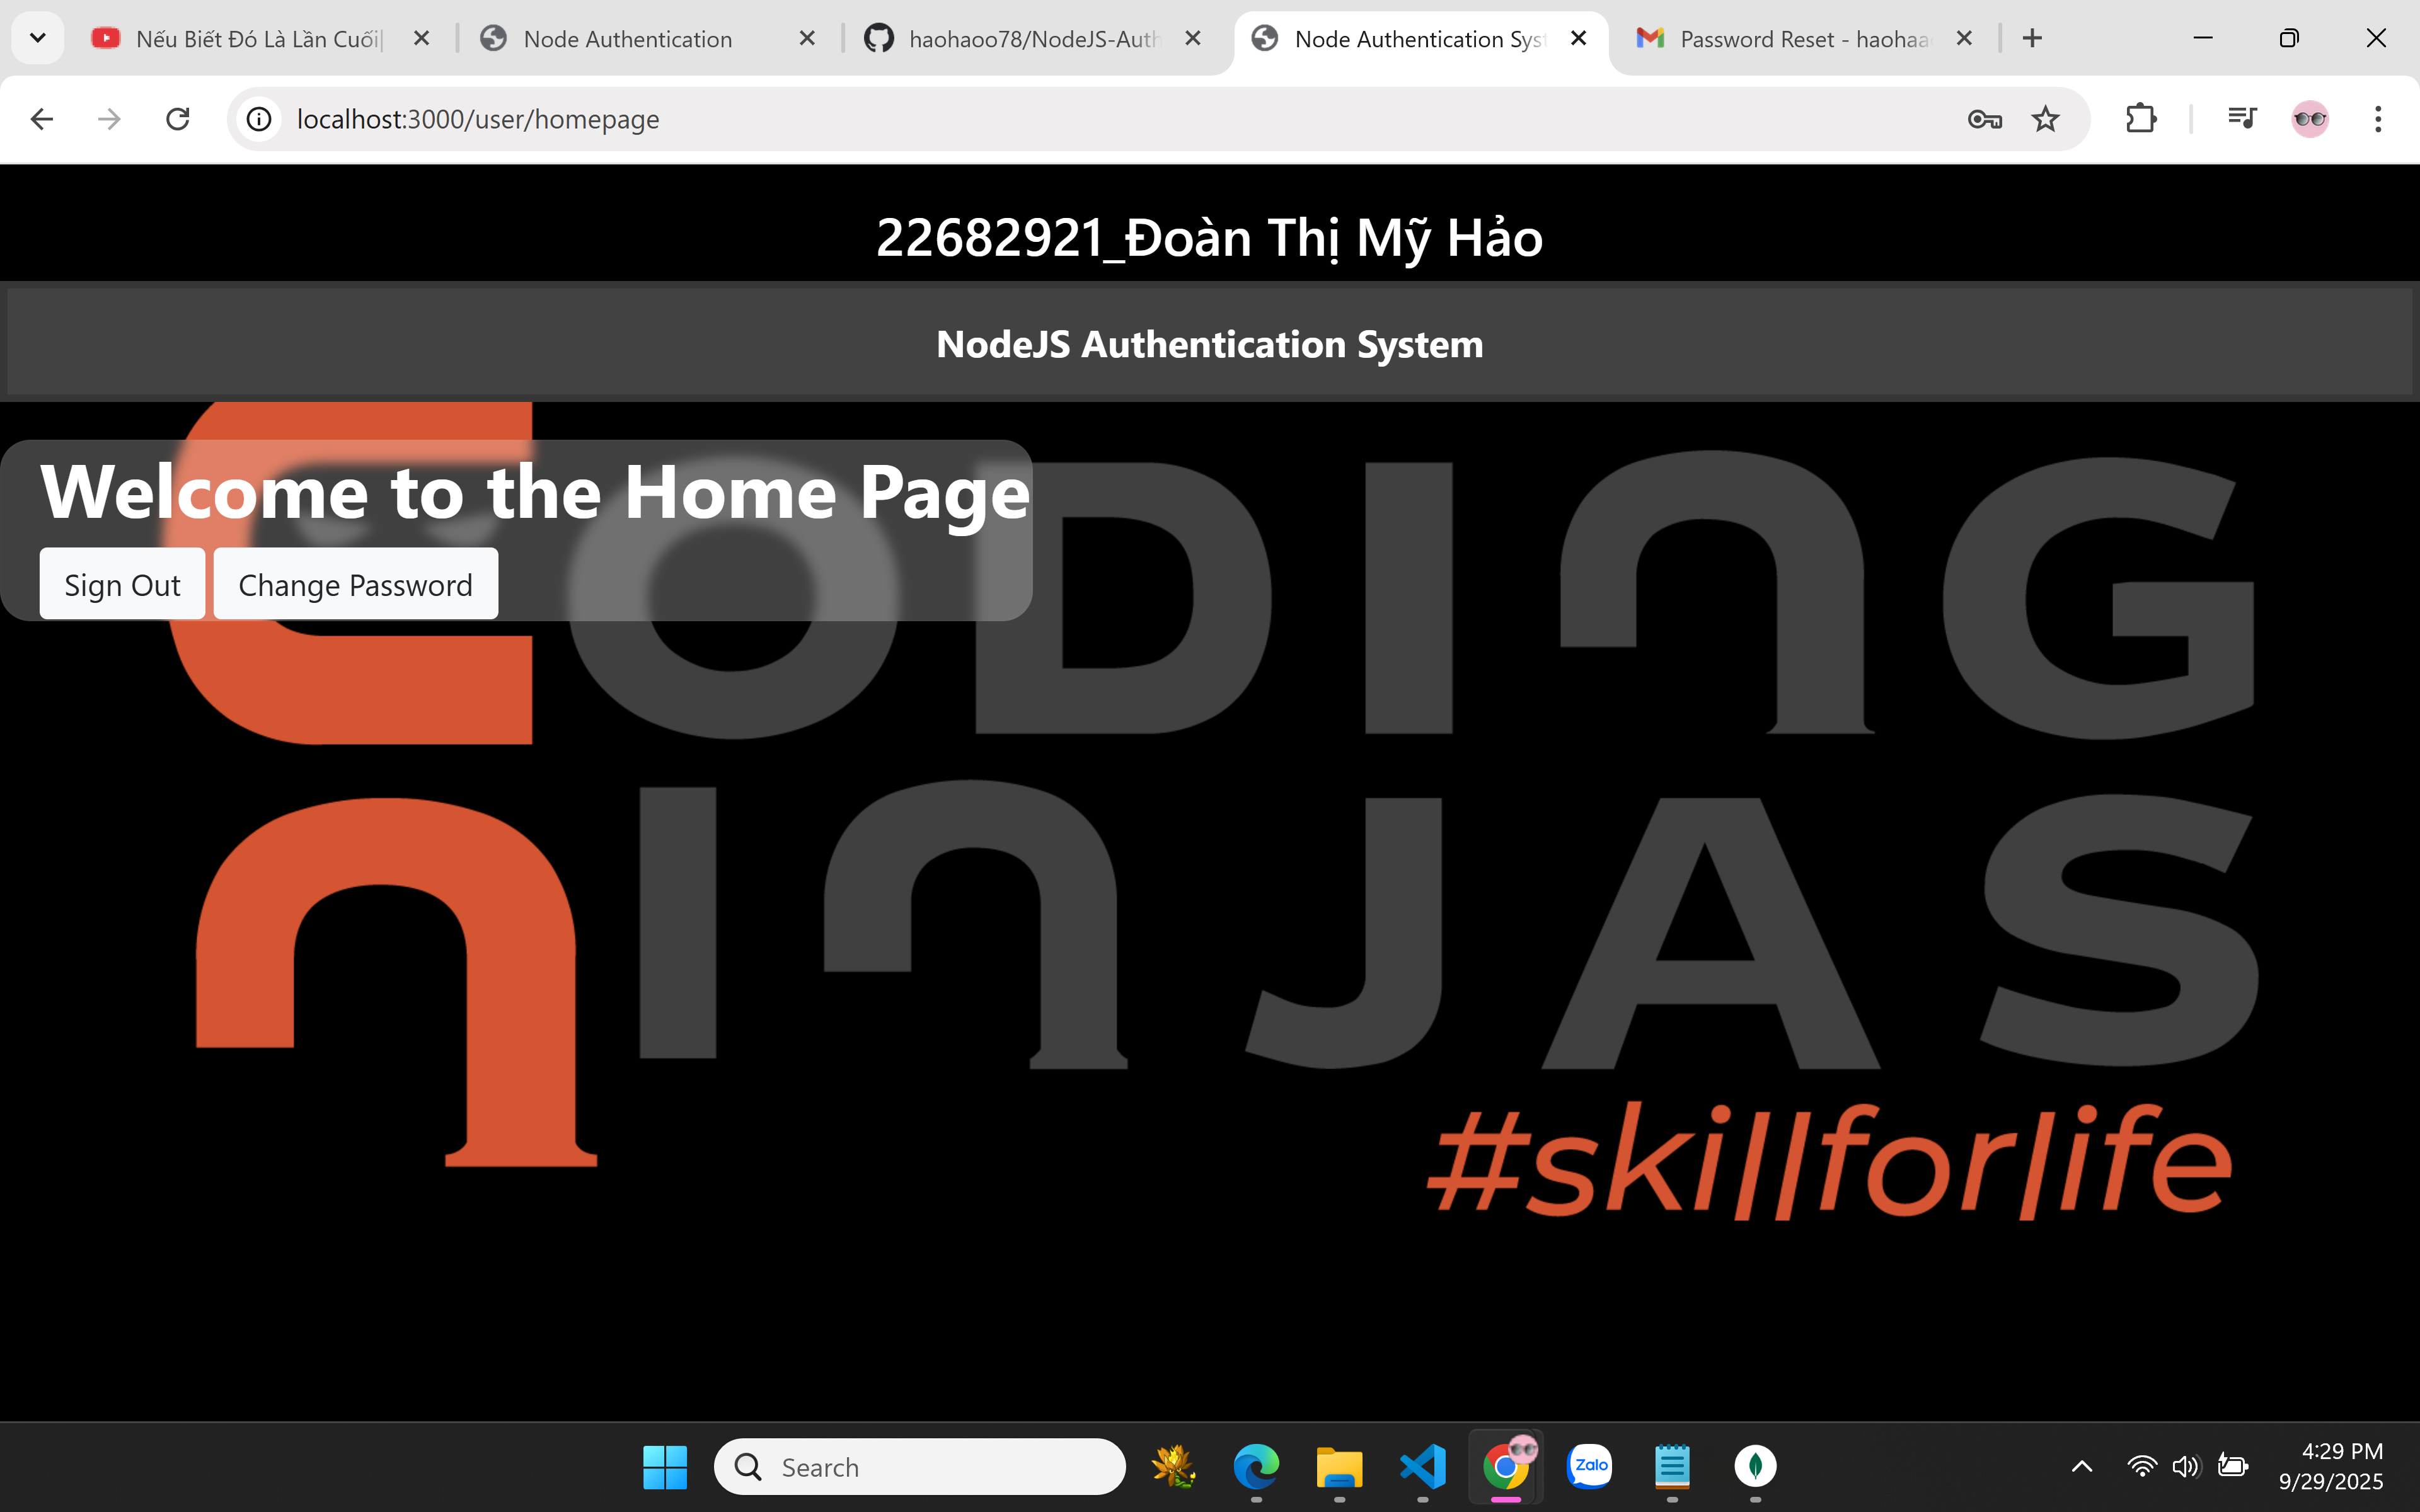 Nếu Biết Đó Là Lần Cuối
Node Authentication
haohaoo78/NodeJS-Auth
Node Authentication Syst
Password Reset - haohaa
localhost:3000/user/homepage
22682921_Đoàn Thị Mỹ Hảo
NodeJS Authentication System
Welcome to the Home Page
Sign Out
Change Password
CODING
NINJAS
#skillforlife
Search
Zalo
4:29 PM
9/29/2025